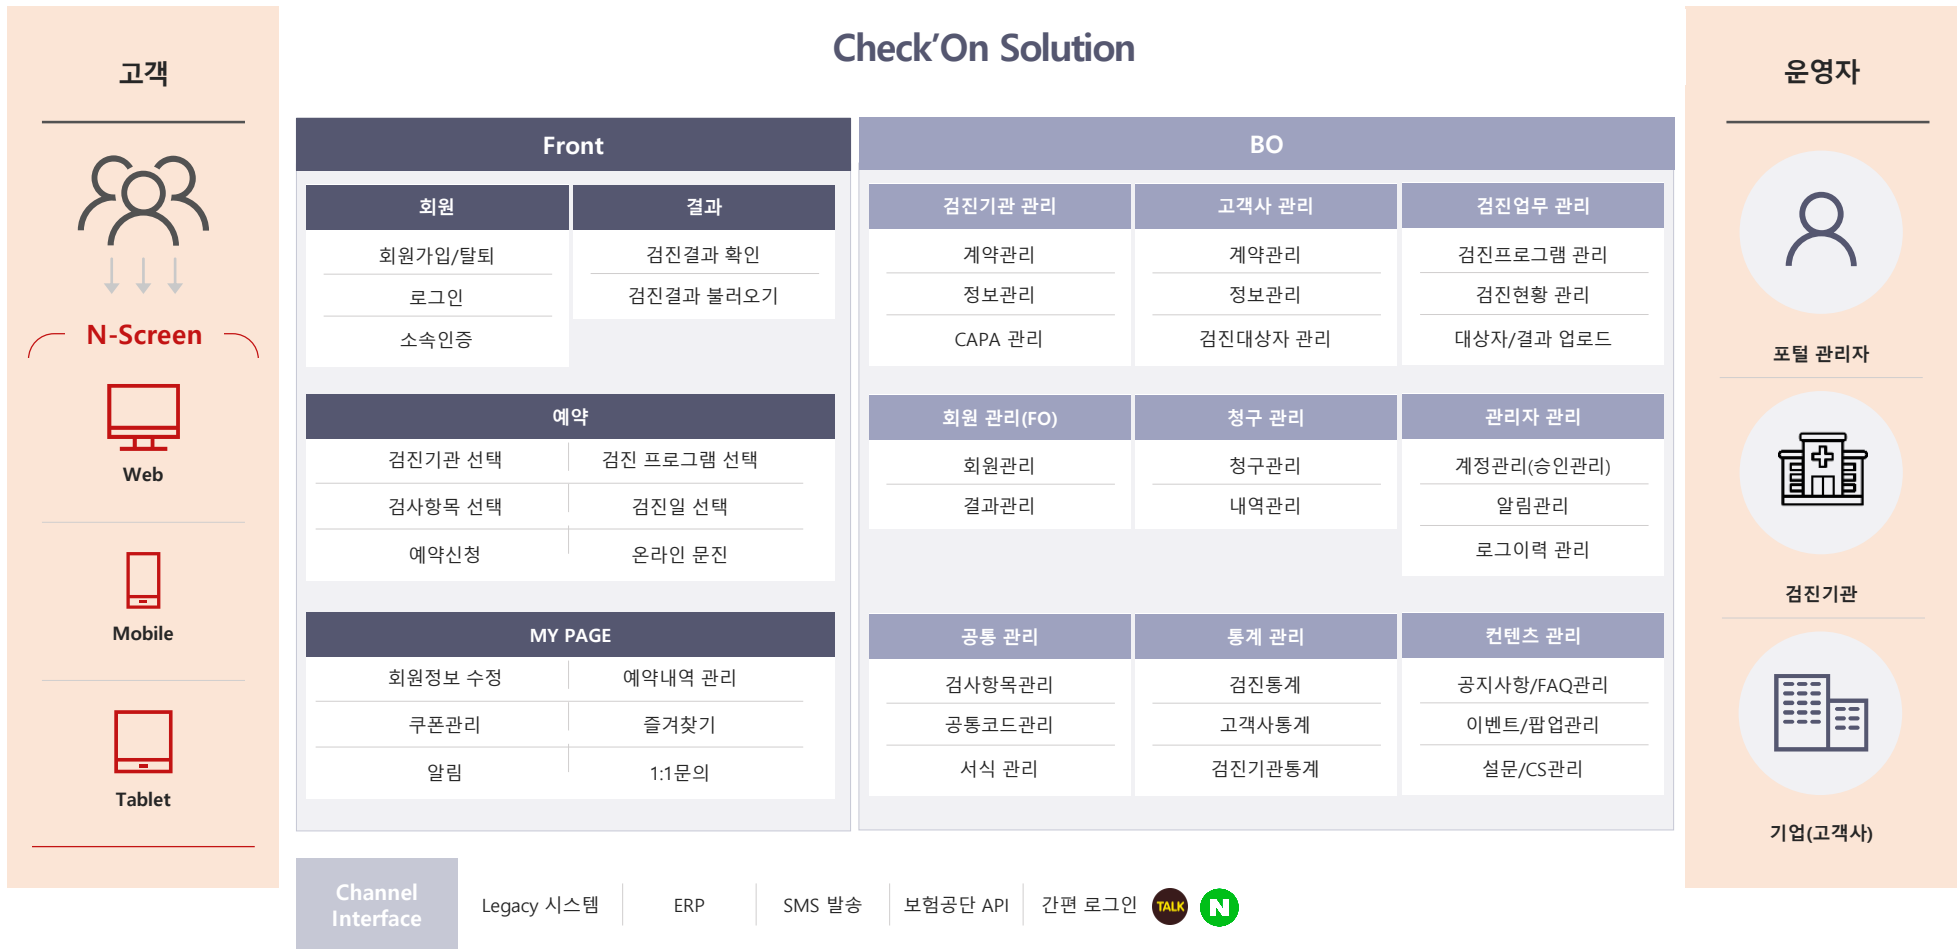 Check'On Solution
고객
N-Screen
Web
Mobile
Tablet
Front
회원
회원가입/탈퇴
로그인
소속인증
결과
검진결과 확인
검진결과 불러오기
예약
검진기관 선택
검진 프로그램 선택
검사항목 선택
검진일 선택
예약신청
온라인 문진
MY PAGE
회원정보 수정
예약내역 관리
쿠폰관리
즐겨찾기
알림
1:1문의
BO
검진기관 관리
계약관리
정보관리
CAPA 관리
고객사 관리
계약관리
정보관리
검진대상자 관리
검진업무 관리
검진프로그램 관리
검진현황 관리
대상자/결과 업로드
회원 관리(FO)
회원관리
결과관리
청구 관리
청구관리
내역관리
관리자 관리
계정관리(승인관리)
알림관리
로그이력 관리
공통 관리
검사항목관리
공통코드관리
서식 관리
통계 관리
검진통계
고객사통계
검진기관통계
컨텐츠 관리
공지사항/FAQ관리
이벤트/팝업관리
설문/CS관리
운영자
포털 관리자
검진기관
기업(고객사)
Channel
Interface
Legacy 시스템
ERP
SMS 발송
보험공단 API
간편 로그인
TALK
N